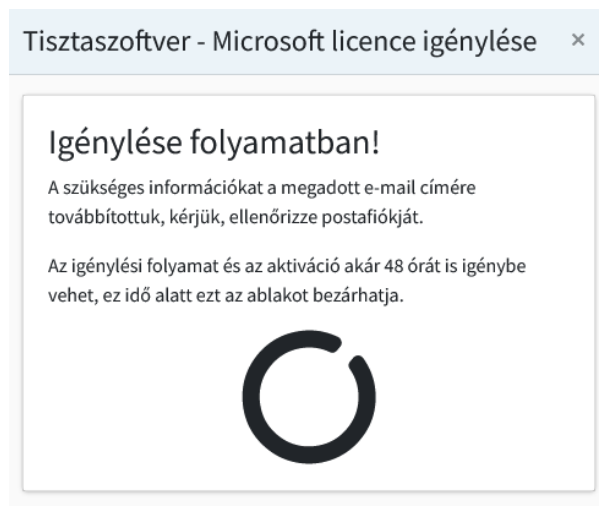 Tisztaszoftver - Microsoft licence igénylése ×
Igénylése folyamatban!
A szükséges információkat a megadott e-mail címére
továbbítottuk, kérjük, ellenőrizze postafiókját.
Az igénylési folyamat és az aktiváció akár 48 órát is igénybe
vehet, ez idő alatt ezt az ablakot bezárhatja.